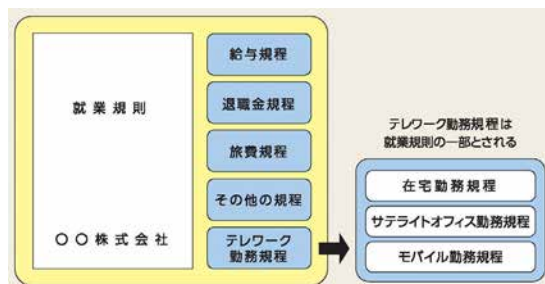 就業規則
〇〇株式会社
給与規程
退職金規程
旅費規程
その他の規程
テレワーク
勤務規程
テレワーク勤務規程は
就業規則の一部とされる
在宅勤務規程
サテライトオフィス勤務規程
モバイル勤務規程